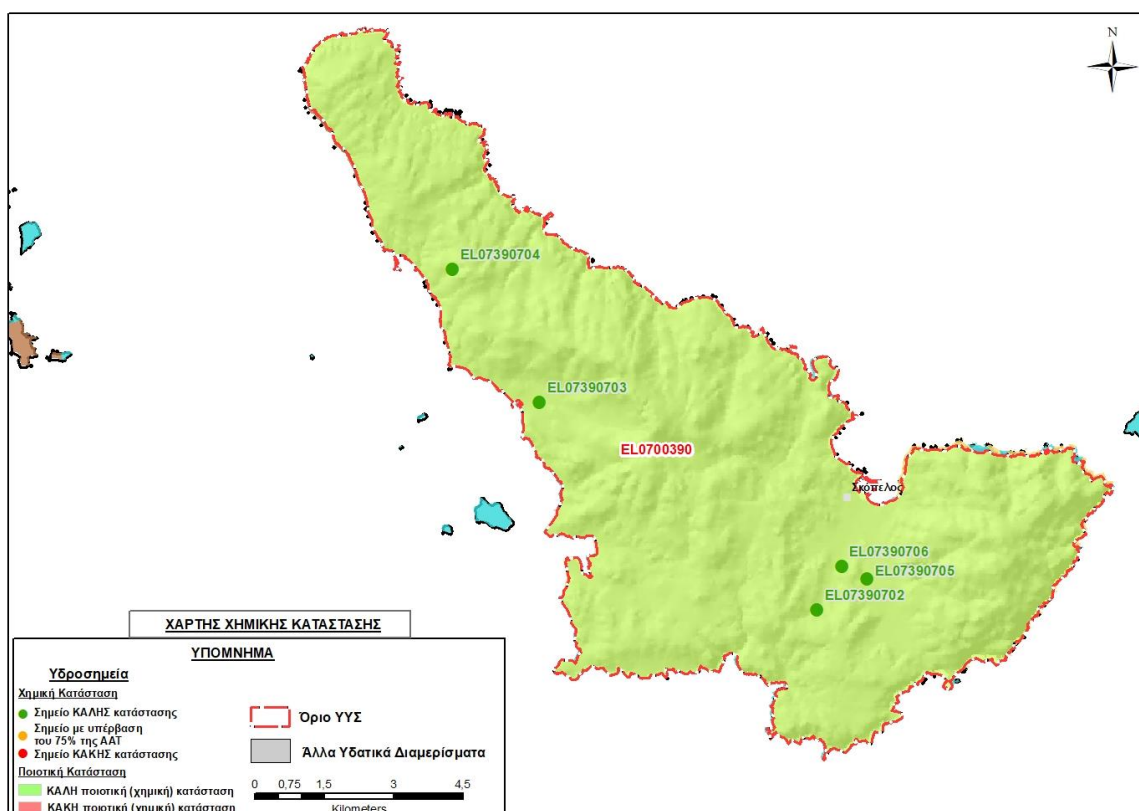 N
EL07390704
EL07390703
EL0700390
Σκόπελος
EL07390706
EL07390705
EL07390702
ΧΑΡΤΗΣ ΧΗΜΙΚΗΣ ΚΑΤΑΣΤΑΣΗΣ
ΥΠΟΜΝΗΜΑ
Υδροσημεία
Χημική Κατάσταση
Σημείο ΚΑΛΗΣ κατάστασης
Σημείο με υπέρβαση
του 75% της ΑΑΤ
Σημείο ΚΑΚΗΣ κατάστασης
Ποιοτική Κατάσταση
ΚΑΛΗ ποιοτική (χημική) κατάσταση
ΚΑΚΗ ποιοτική (χημική) κατάσταση
Όριο ΥΥΣ
Άλλα Υδατικά Διαμερίσματα
0 0,75 1,5 3 4,5
Kilometers